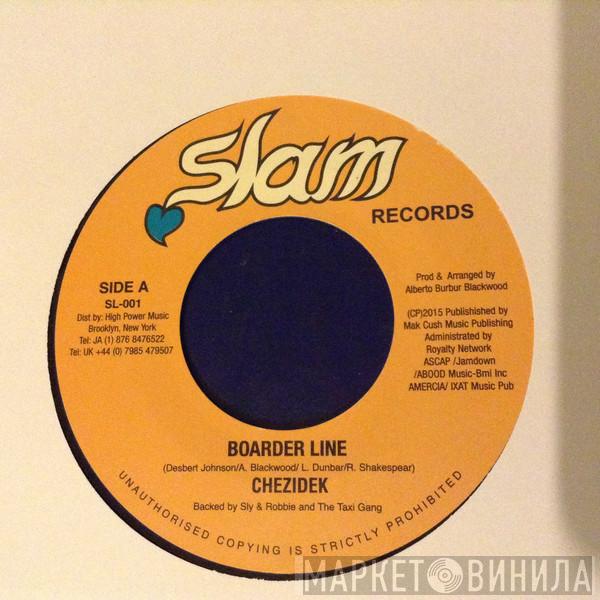 Slam
RECORDS
SIDE A
SL-001
Dist by: High Power Music
Brooklyn, New York
Tel: JA (1) 876 8476522
Tel: UK +44 (0) 7985 479507
Prod & Arranged by
Alberto Burbur Blackwood
(CP)2015 Publishished by
Mak Cush Music Publishing
Administrated by
Royalty Network
ASCAP /Jamdown
/ABOOD Music-Bmi Inc
AMERCIA/ IXAT Music Pub
BOARDER LINE
(Desbert Johnson/A. Blackwood/ L. Dunbar/R. Shakespear)
CHEZIDEK
Backed by Sly & Robbie and The Taxi Gang
UNAUTHORISED COPYING IS STRICTLY PROHIBITED
МАРКЕТ ВИНИЛА